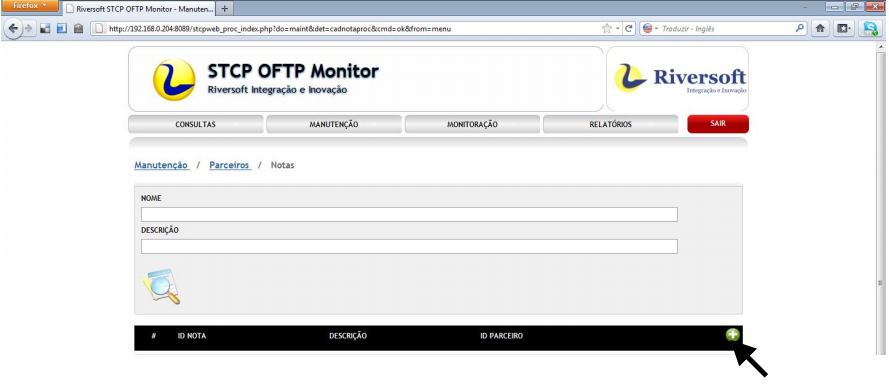 Firefox
Riversoft STCP OFTP Monitor - Manuten... +
http://192.168.0.204:8089/stcpweb_proc_index.php?do=maint&det=cadnotaproc&cmd=ok&from=menu
Traduzir - Inglês
STCP OFTP Monitor
Riversoft Integração e Inovação
Riversoft
Integração e Inovação
CONSULTAS MANUTENÇÃO MONITORAÇÃO RELATÓRIOS SAIR
Manutenção / Parceiros / Notas
NOME
DESCRIÇÃO
# ID NOTA DESCRIÇÃO ID PARCEIRO